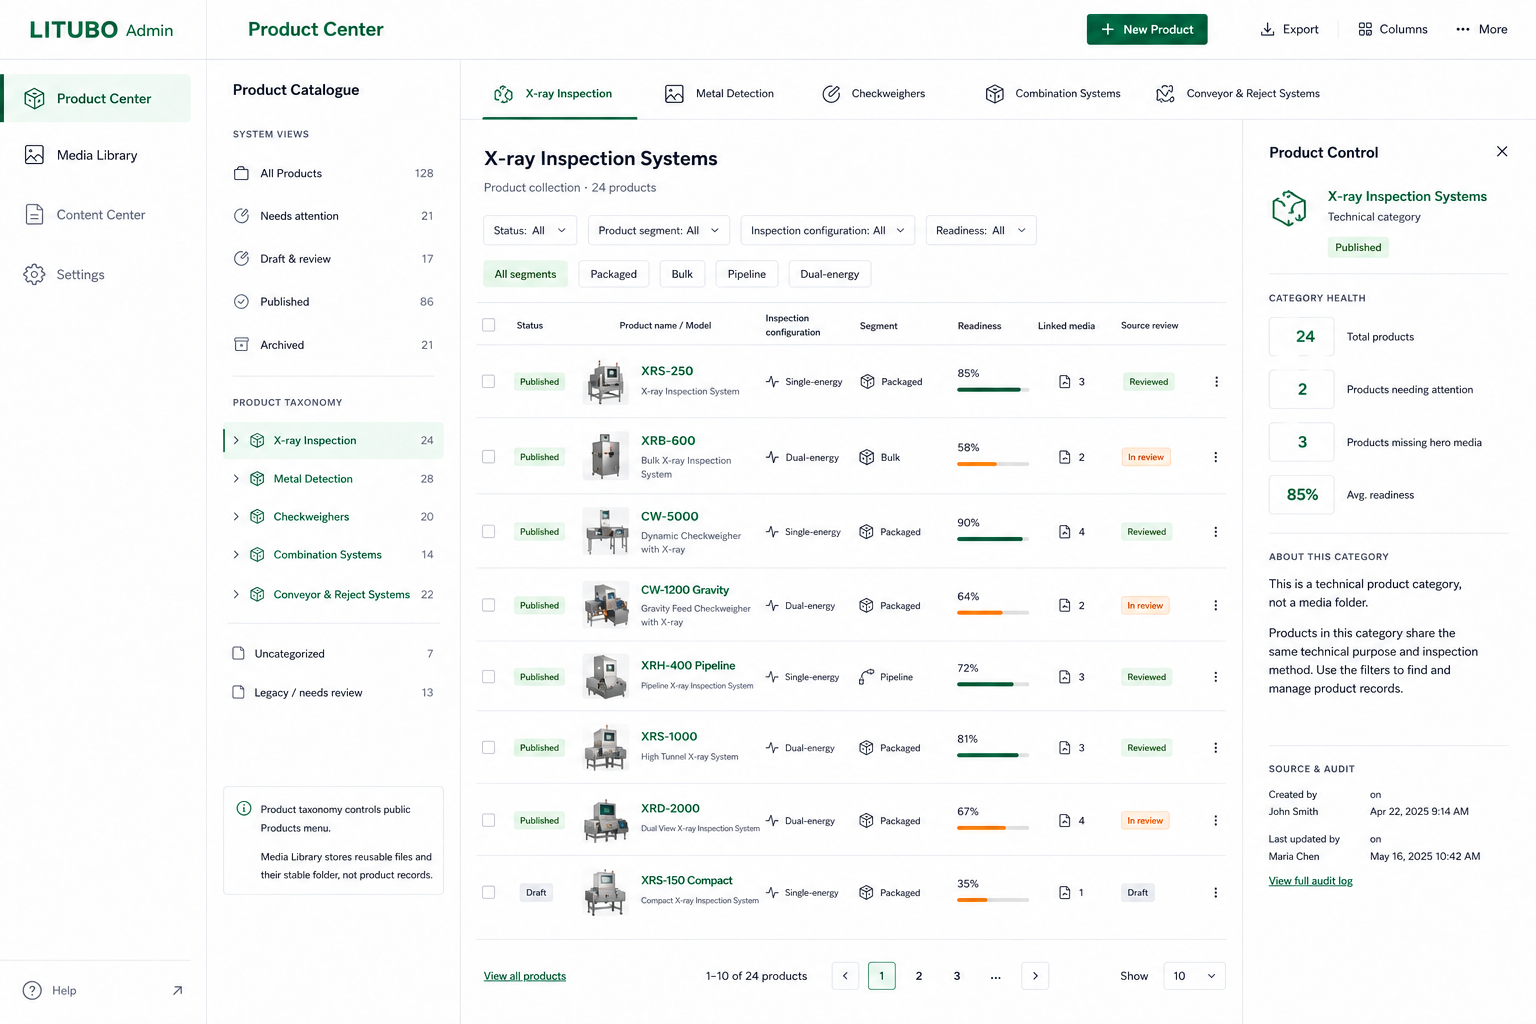 LITUBO Admin
Product Center
New Product
Export
Columns
More
Product Center
Media Library
Content Center
Settings
Help
Product Catalogue
SYSTEM VIEWS
All Products 128
Needs attention 21
Draft & review 17
Published 86
Archived 21
PRODUCT TAXONOMY
X-ray Inspection 24
Metal Detection 28
Checkweighers 20
Combination Systems 14
Conveyor & Reject Systems 22
Uncategorized 7
Legacy / needs review 13
Product taxonomy controls public
Products menu.
Media Library stores reusable files and
their stable folder, not product records.
X-ray Inspection
Metal Detection
Checkweighers
Combination Systems
Conveyor & Reject Systems
X-ray Inspection Systems
Product collection · 24 products
Status: All
Product segment: All
Inspection configuration: All
Readiness: All
All segments
Packaged
Bulk
Pipeline
Dual-energy
Status
Product name / Model
Inspection
configuration
Segment
Readiness
Linked media
Source review
Published
XRS-250
X-ray Inspection System
Single-energy
Packaged
85%
3
Reviewed
Published
XRB-600
Bulk X-ray Inspection
System
Dual-energy
Bulk
58%
2
In review
Published
CW-5000
Dynamic Checkweigher
with X-ray
Single-energy
Packaged
90%
4
Reviewed
Published
CW-1200 Gravity
Gravity Feed Checkweigher
with X-ray
Dual-energy
Packaged
64%
2
In review
Published
XRH-400 Pipeline
Pipeline X-ray Inspection System
Single-energy
Pipeline
72%
3
Reviewed
Published
XRS-1000
High Tunnel X-ray System
Dual-energy
Packaged
81%
3
Reviewed
Published
XRD-2000
Dual View X-ray Inspection System
Dual-energy
Packaged
67%
4
In review
Draft
XRS-150 Compact
Compact X-ray Inspection System
Single-energy
Packaged
35%
1
Draft
View all products
1–10 of 24 products
1 2 3 ...
Show 10
Product Control
X-ray Inspection Systems
Technical category
Published
CATEGORY HEALTH
24 Total products
2 Products needing attention
3 Products missing hero media
85% Avg. readiness
ABOUT THIS CATEGORY
This is a technical product category,
not a media folder.
Products in this category share the
same technical purpose and inspection
method. Use the filters to find and
manage product records.
SOURCE & AUDIT
Created by on
John Smith Apr 22, 2025 9:14 AM
Last updated by on
Maria Chen May 16, 2025 10:42 AM
View full audit log